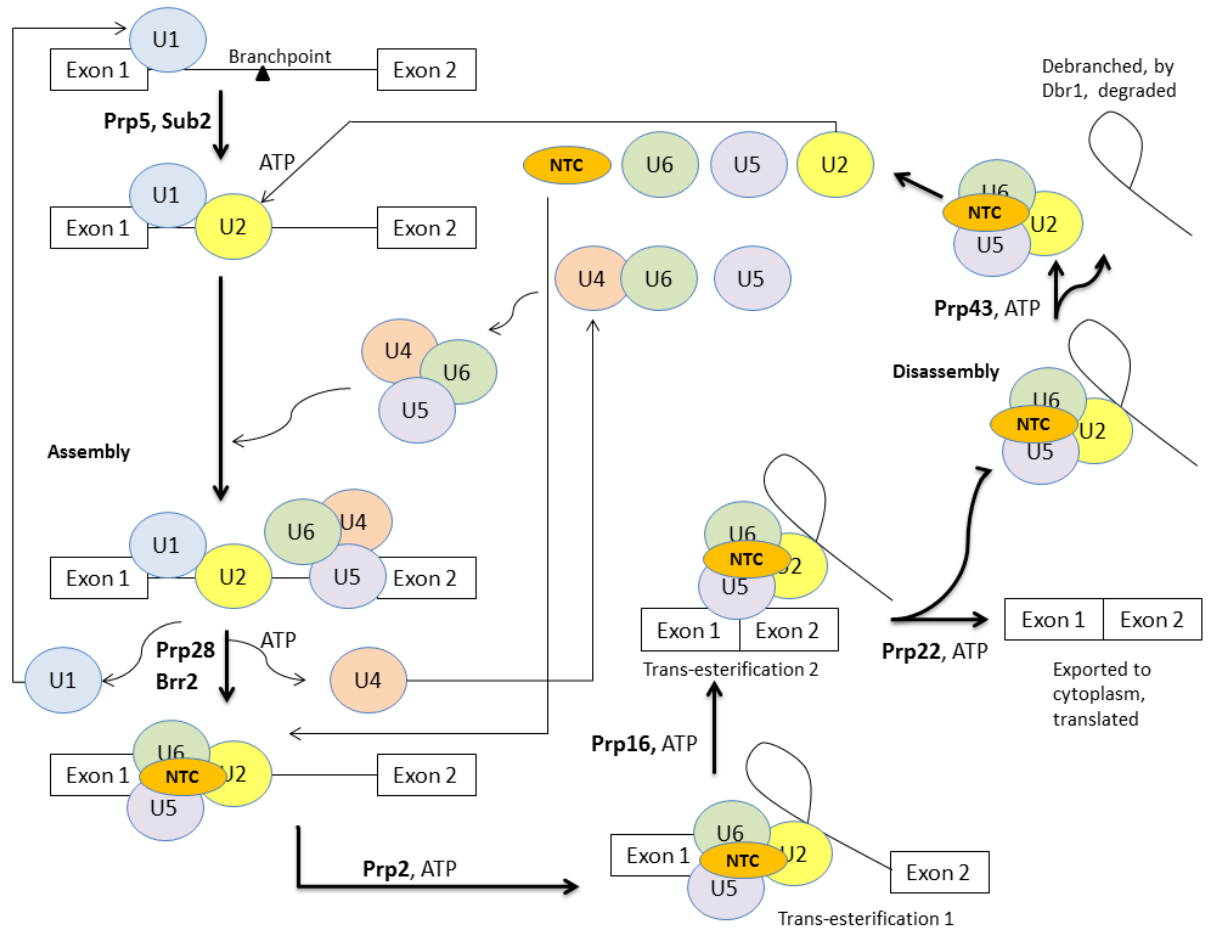 U1
Exon 1
Branchpoint
Exon 2
Prp5, Sub2
ATP
U1
Exon 1
U2
Exon 2
NTC
U6
U5
U2
U4
U6
U5
U4
U6
U5
Assembly
U1
Exon 1
U2
U6
U4
U5
Exon 2
Prp28
Brr2
ATP
U1
U4
U6
Exon 1
NTC
U2
U5
Exon 2
Prp2, ATP
U6
Exon 1
NTC
U2
U5
Exon 2
Trans-esterification 1
Prp16, ATP
U6
NTC
U2
U5
Exon 1
Exon 2
Trans-esterification 2
Prp22, ATP
Exon 1
Exon 2
Exported to
cytoplasm,
translated
Disassembly
U6
NTC
U2
U5
Prp43, ATP
U6
NTC
U2
U5
Debranched, by
Dbr1, degraded